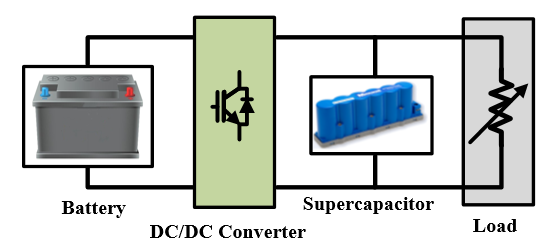 Battery
DC/DC Converter
Supercapacitor
Load